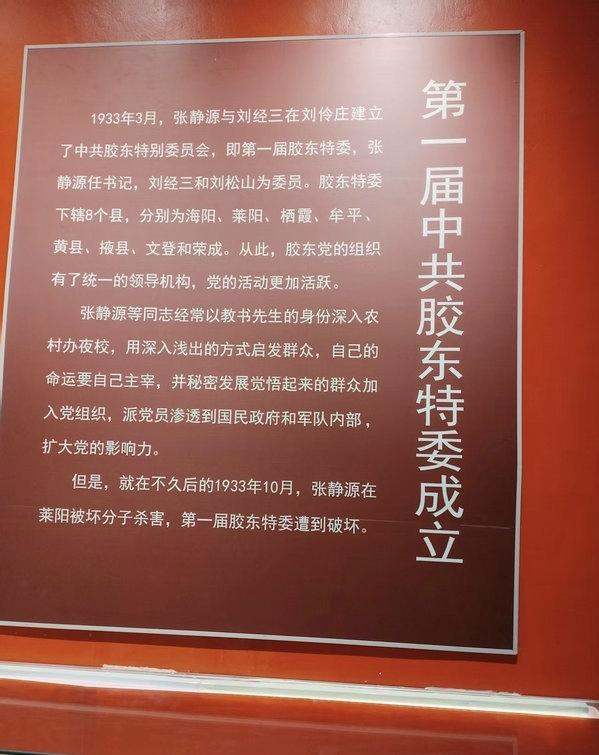 第一届中共胶东特委成立
1933年3月，张静源与刘经三在刘伶庄建立
了中共胶东特别委员会，即第一届胶东特委，张
静源任书记，刘经三和刘松山为委员。胶东特委
下辖8个县，分别为海阳、莱阳、栖霞、牟平、
黄县、掖县、文登和荣成。从此，胶东党的组织
有了统一的领导机构，党的活动更加活跃。
张静源等同志经常以教书先生的身份深入农
村办夜校，用深入浅出的方式启发群众，自己的
命运要自己主宰，并秘密发展觉悟起来的群众加
入党组织，派党员渗透到国民政府和军队内部，
扩大党的影响力。
但是，就在不久后的1933年10月，张静源在
莱阳被坏分子杀害，第一届胶东特委遭到破坏。